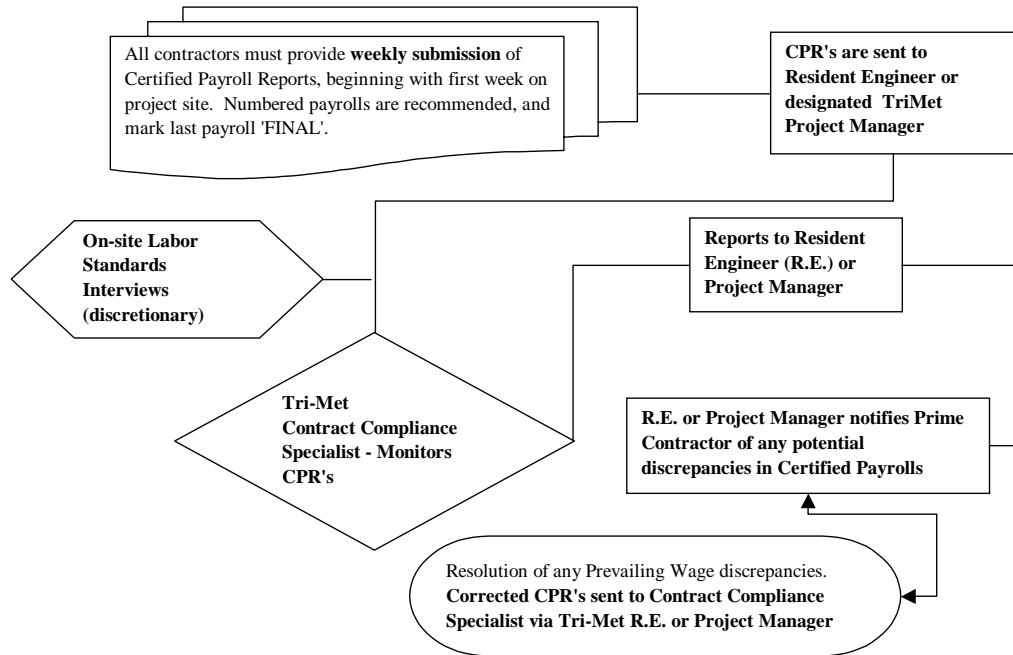 All contractors must provide weekly submission of
Certified Payroll Reports, beginning with first week on
project site.  Numbered payrolls are recommended, and
mark last payroll 'FINAL'.
CPR's are sent to
Resident Engineer or
designated  TriMet
Project Manager
On-site Labor
Standards
Interviews
(discretionary)
Reports to Resident
Engineer (R.E.) or
Project Manager
Tri-Met
Contract Compliance
Specialist - Monitors
CPR's
R.E. or Project Manager notifies Prime
Contractor of any potential
discrepancies in Certified Payrolls
Resolution of any Prevailing Wage discrepancies.
Corrected CPR's sent to Contract Compliance
Specialist via Tri-Met R.E. or Project Manager